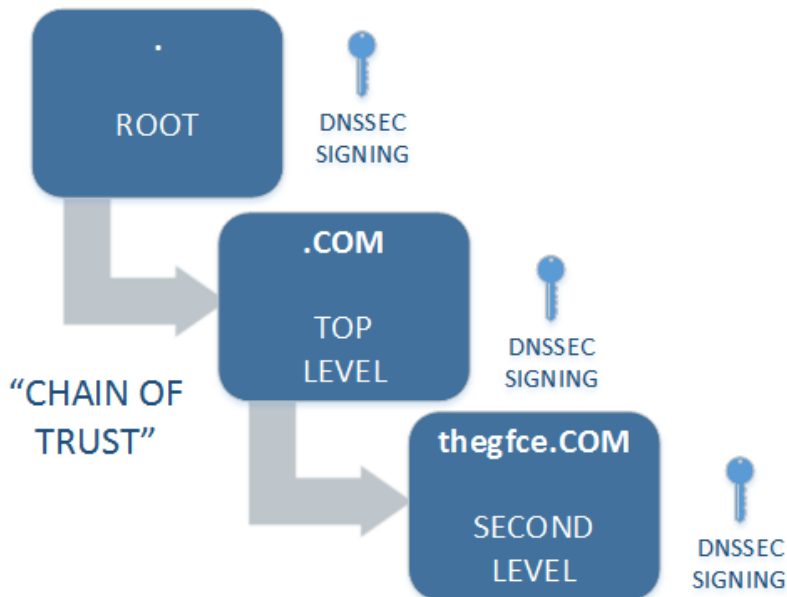 .
ROOT
DNSSEC
SIGNING
.COM
TOP
LEVEL
DNSSEC
SIGNING
“CHAIN OF
TRUST”
thegfce.COM
SECOND
LEVEL
DNSSEC
SIGNING